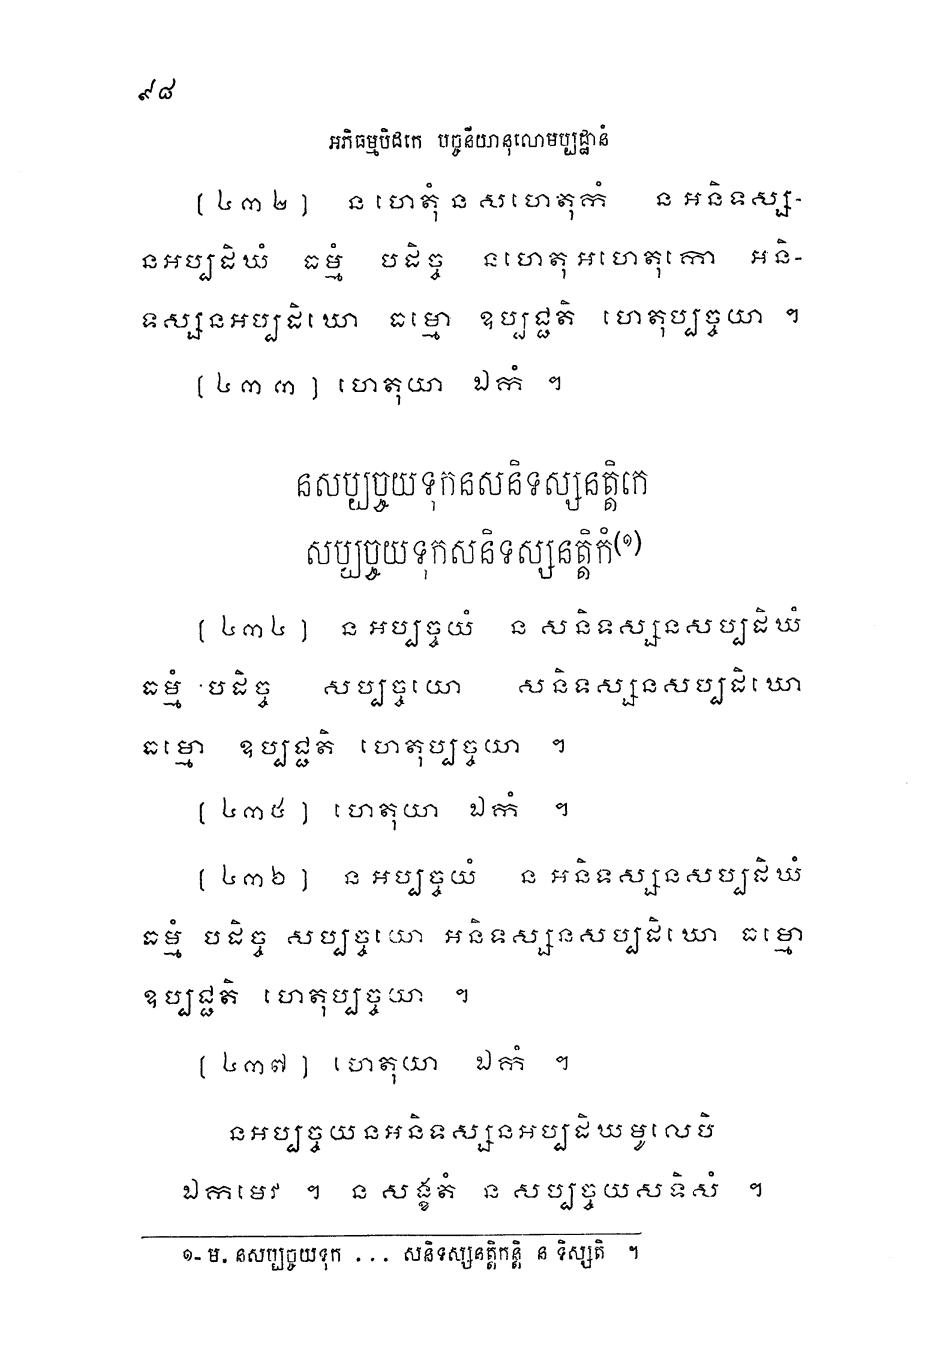 ៩៨
អភិធម្មបិដកេ បច្ចនីយានុលោមប្បដ្ឋានំ
[៤៣២] ន ហេតុំ ន សហេតុកំ ន អនិទស្ស-
នអប្បដិឃំ ធម្មំ បដិច្ច នហេតុអហេតុកោ អនិ-
ទស្សនអប្បដិឃោ ធម្មោ ឧប្បជ្ជតិ ហេតុប្បច្ចយា ។
[៤៣៣] ហេតុយា ឯកំ ។
នសប្បច្ចយទុកនសនិទស្សនត្តិកេ
សប្បច្ចយទុកសនិទស្សនត្តិកំ(១)
[៤៣៤] ន អប្បច្ចយំ ន សនិទស្សនសប្បដិឃំ
ធម្មំ បដិច្ច សប្បច្ចយោ សនិទស្សនសប្បដិឃោ
ធម្មោ ឧប្បជ្ជតិ ហេតុប្បច្ចយា ។
[៤៣៥] ហេតុយា ឯកំ ។
[៤៣៦] ន អប្បច្ចយំ ន អនិទស្សនសប្បដិឃំ
ធម្មំ បដិច្ច សប្បច្ចយោ អនិទស្សនសប្បដិឃោ ធម្មោ
ឧប្បជ្ជតិ ហេតុប្បច្ចយា ។
[៤៣៧] ហេតុយា ឯកំ ។
នអប្បច្ចយនអនិទស្សនអប្បដិឃមូលេបិ
ឯកមេវ ។ ន សង្ខតំ ន សប្បច្ចយសទិសំ ។
១- ម. នសប្បច្ចយទុក ... សនិទស្សនត្តិកន្តិ ន ទិស្សតិ ។